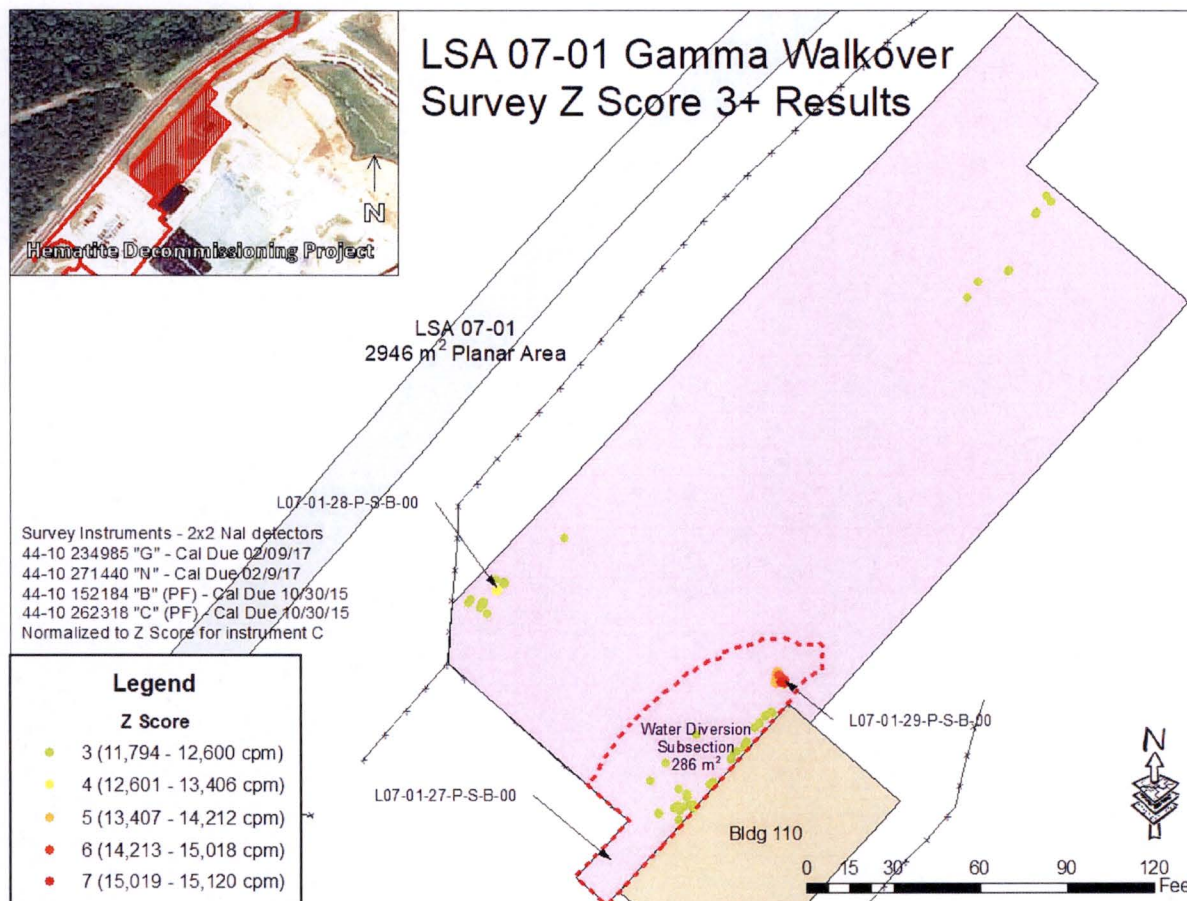 LSA 07-01 Gamma Walkover
Survey Z Score 3+ Results
N
Hematite Decommissioning Project
LSA 07-01
2946 m² Planar Area
L07-01-28-P-S-B-00
Survey Instruments - 2x2 NaI detectors
44-10 234985 "G" - Cal Due 02/09/17
44-10 271440 "N" - Cal Due 02/9/17
44-10 152184 "B" (PF) - Cal Due 10/30/15
44-10 262318 "C" (PF) - Cal Due 10/30/15
Normalized to Z Score for instrument C
Legend
Z Score
3 (11,794 - 12,600 cpm)
4 (12,601 - 13,406 cpm)
5 (13,407 - 14,212 cpm)
6 (14,213 - 15,018 cpm)
7 (15,019 - 15,120 cpm)
Water Diversion
Subsection
286 m²
L07-01-29-P-S-B-00
L07-01-27-P-S-B-00
Bldg 110
N
0 15 30 60 90 120
Feet